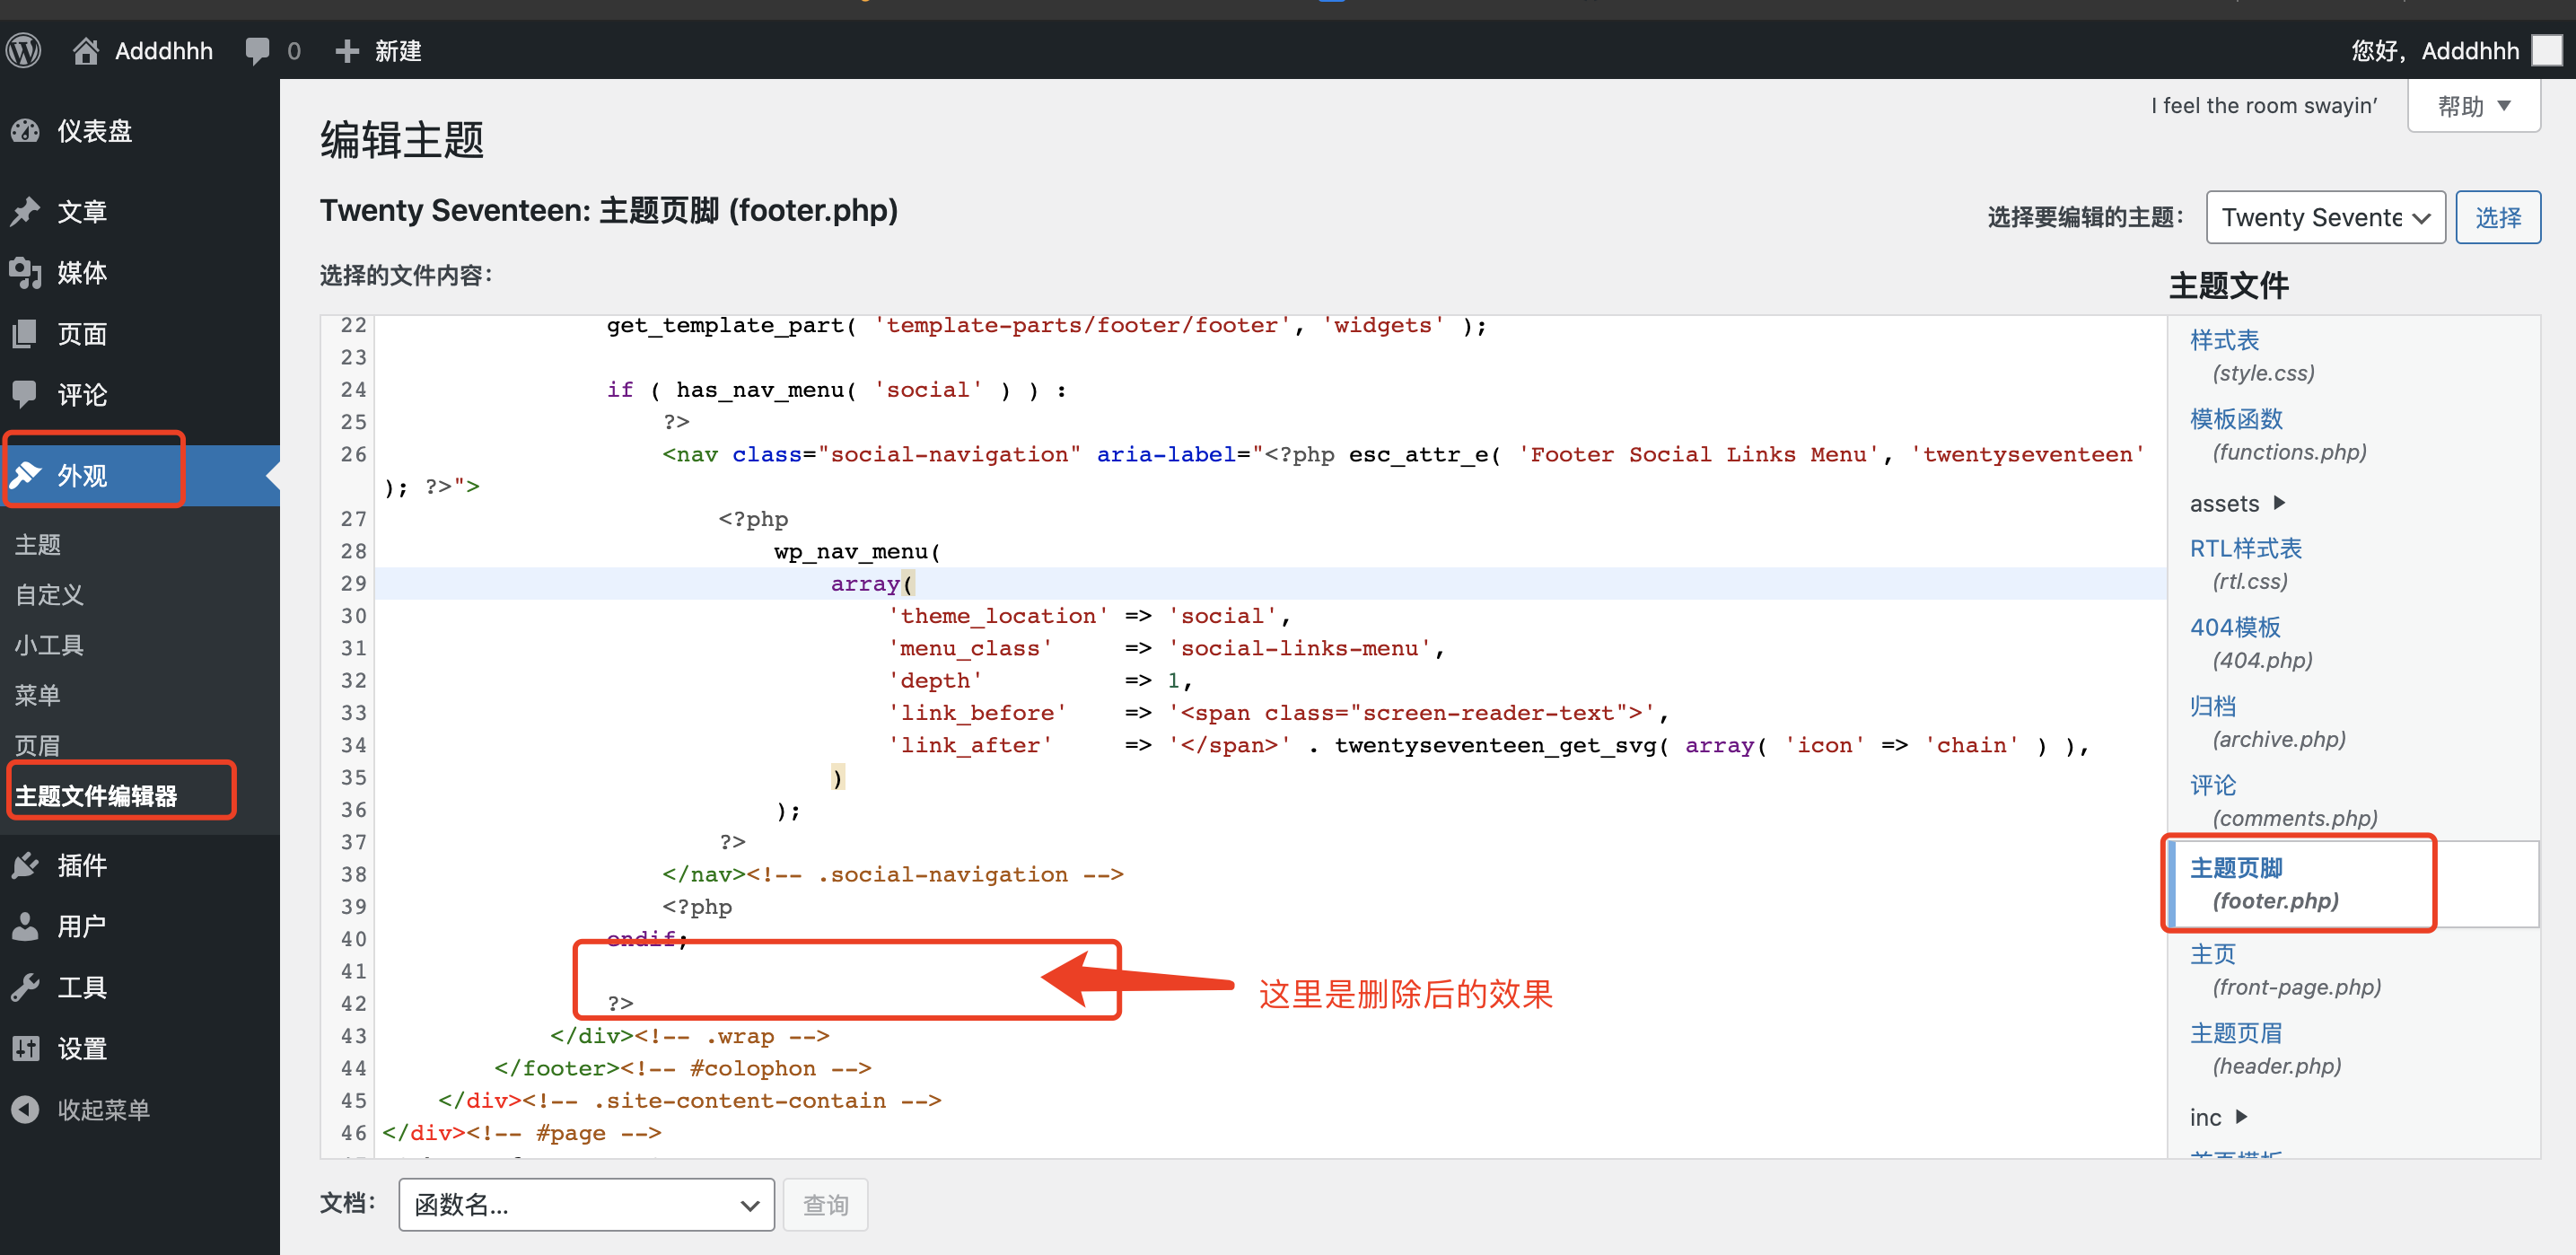 Adddhhh
0
新建
您好，Adddhhh
仪表盘
文章
媒体
页面
评论
外观
主题
自定义
小工具
菜单
页眉
主题文件编辑器
插件
用户
工具
设置
收起菜单
I feel the room swayin’
帮助
编辑主题
Twenty Seventeen: 主题页脚 (footer.php)
选择要编辑的主题：
Twenty Sevente
选择
选择的文件内容：
22 get_template_part( 'template-parts/footer/footer', 'widgets' );
23
24 if ( has_nav_menu( 'social' ) ) :
25 ?>
26 <nav class="social-navigation" aria-label="<?php esc_attr_e( 'Footer Social Links Menu', 'twentyseventeen'
); ?>">
27 <?php
28 wp_nav_menu(
29 array(
30 'theme_location' => 'social',
31 'menu_class'     => 'social-links-menu',
32 'depth'          => 1,
33 'link_before'    => '<span class="screen-reader-text">',
34 'link_after'     => '</span>' . twentyseventeen_get_svg( array( 'icon' => 'chain' ) ),
35 )
36 );
37 ?>
38 </nav><!-- .social-navigation -->
39 <?php
40 endif;
41
42 ?>
这里是删除后的效果
43 </div><!-- .wrap -->
44 </footer><!-- #colophon -->
45 </div><!-- .site-content-contain -->
46 </div><!-- #page -->
主题文件
样式表
(style.css)
模板函数
(functions.php)
assets
RTL样式表
(rtl.css)
404模板
(404.php)
归档
(archive.php)
评论
(comments.php)
主题页脚
(footer.php)
主页
(front-page.php)
主题页眉
(header.php)
inc
文档：
函数名...
查询